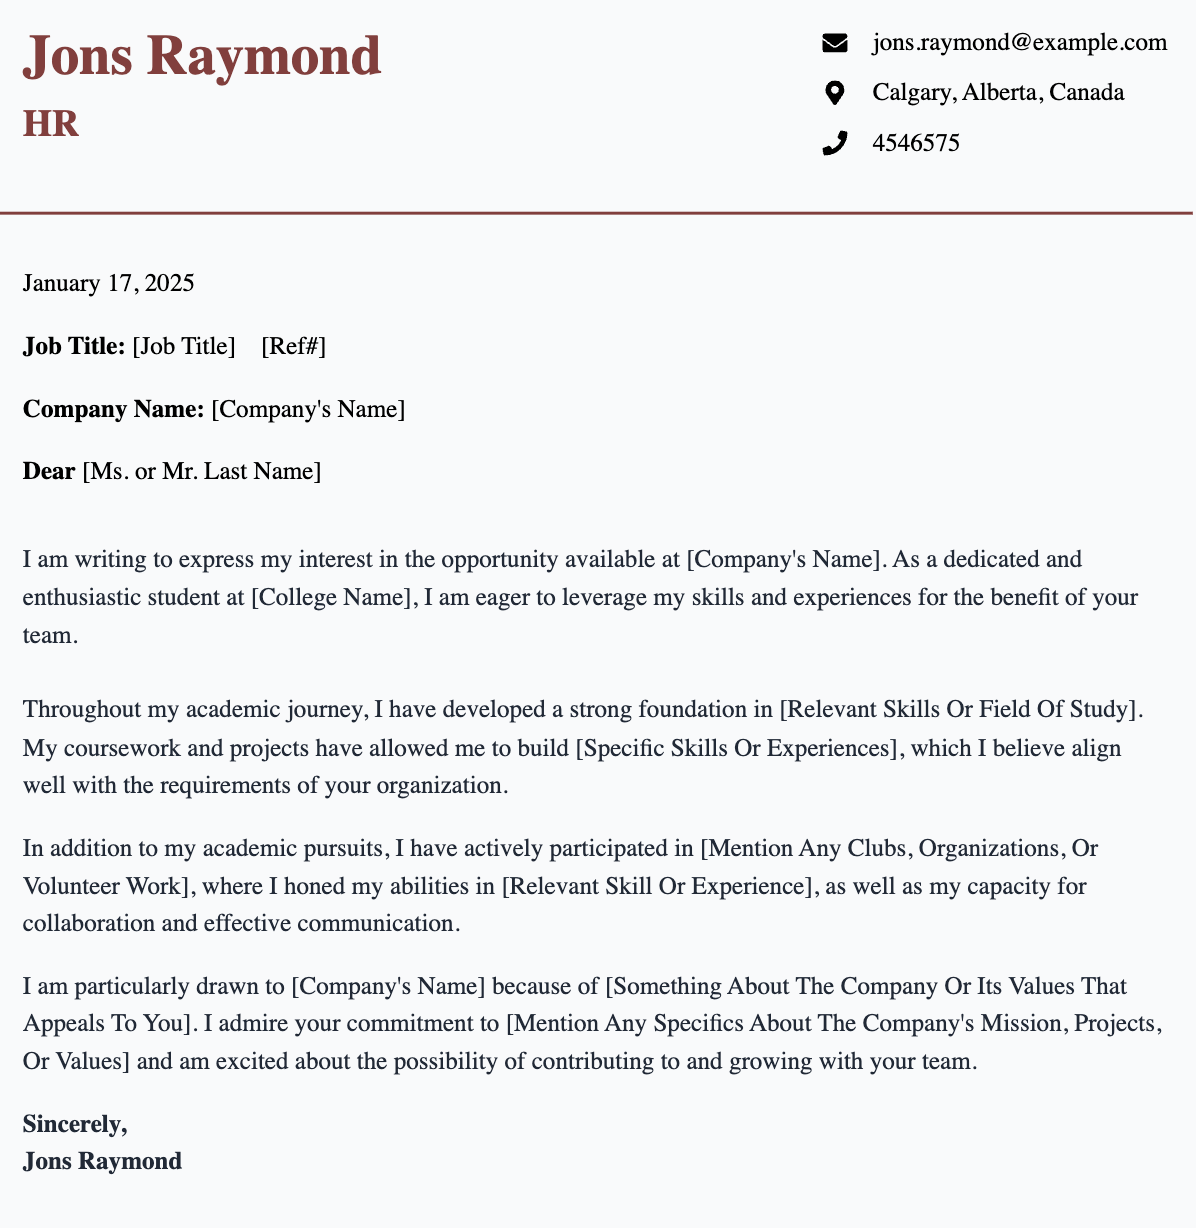 Jons Raymond
HR
jons.raymond@example.com
Calgary, Alberta, Canada
4546575
January 17, 2025
Job Title: [Job Title] [Ref#]
Company Name: [Company's Name]
Dear [Ms. or Mr. Last Name]
I am writing to express my interest in the opportunity available at [Company's Name]. As a dedicated and
enthusiastic student at [College Name], I am eager to leverage my skills and experiences for the benefit of your
team.
Throughout my academic journey, I have developed a strong foundation in [Relevant Skills Or Field Of Study].
My coursework and projects have allowed me to build [Specific Skills Or Experiences], which I believe align
well with the requirements of your organization.
In addition to my academic pursuits, I have actively participated in [Mention Any Clubs, Organizations, Or
Volunteer Work], where I honed my abilities in [Relevant Skill Or Experience], as well as my capacity for
collaboration and effective communication.
I am particularly drawn to [Company's Name] because of [Something About The Company Or Its Values That
Appeals To You]. I admire your commitment to [Mention Any Specifics About The Company's Mission, Projects,
Or Values] and am excited about the possibility of contributing to and growing with your team.
Sincerely,
Jons Raymond